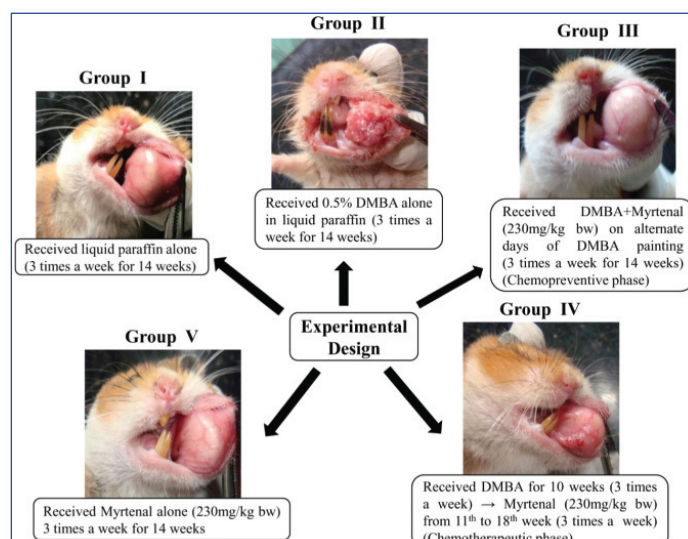 Group I
Received liquid paraffin alone
(3 times a week for 14 weeks)
Group II
Received 0.5% DMBA alone
in liquid paraffin (3 times a
week for 14 weeks)
Group III
Received DMBA+Myrtenal
(230mg/kg bw) on alternate
days of DMBA painting
(3 times a week for 14 weeks)
(Chemopreventive phase)
Experimental
Design
Group V
Received Myrtenal alone (230mg/kg bw)
3 times a week for 14 weeks
Group IV
Received DMBA for 10 weeks (3 times
a week) → Myrtenal (230mg/kg bw)
from 11th to 18th week (3 times a week)
(Chemotherapeutic phase)